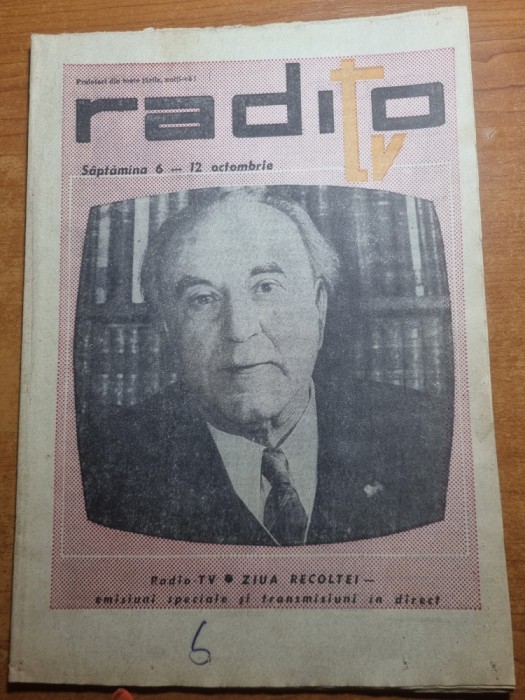 Proletari din toate țările, uniți-vă!
radio
tv
Săptămîna 6 — 12 octombrie
Radio-TV ● ZIUA RECOLTEI —
emisiuni speciale și transmisiuni în direct
6